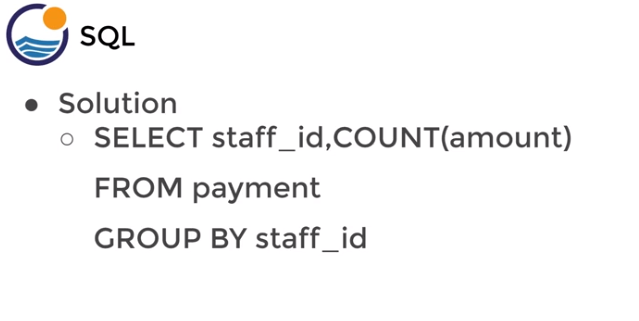 SQL
● Solution
○ SELECT staff_id,COUNT(amount)
FROM payment
GROUP BY staff_id